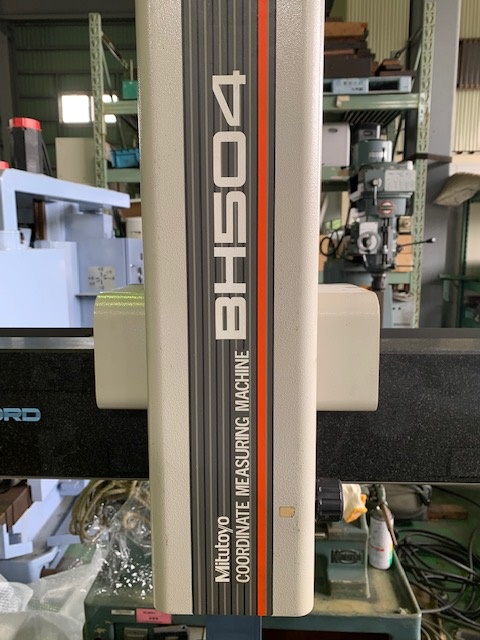 BH504
Mitutoyo
COORDINATE MEASURING MACHINE
ORD